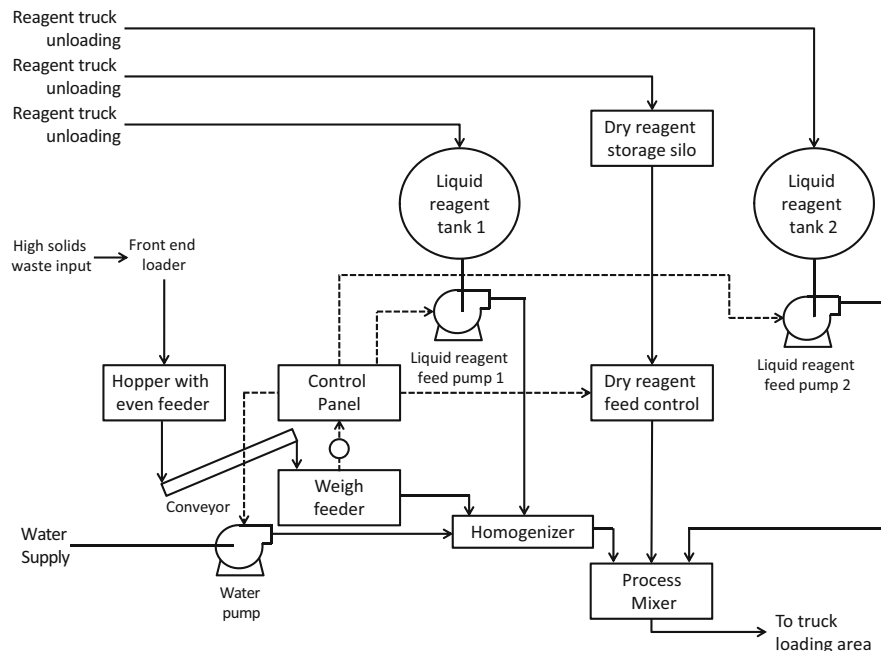 Reagent truck
unloading
Reagent truck
unloading
Reagent truck
unloading
Dry reagent
storage silo
Liquid
reagent
tank 1
Liquid
reagent
tank 2
High solids
waste input
Front end
loader
Liquid reagent
feed pump 1
Liquid reagent
feed pump 2
Hopper with
even feeder
Control
Panel
Dry reagent
feed control
Conveyor
Weigh
feeder
Water
Supply
Homogenizer
Water
pump
Process
Mixer
To truck
loading area